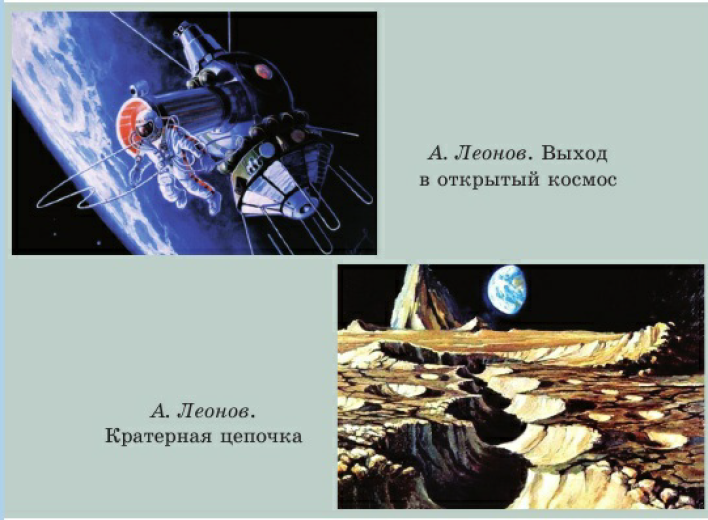 А. Леонов. Выход
в открытый космос
А. Леонов.
Кратерная цепочка